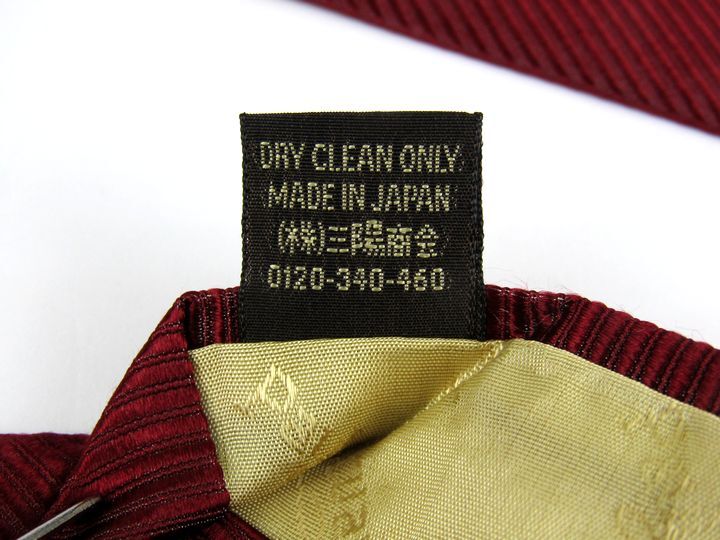 DRY CLEAN ONLY
MADE IN JAPAN
(株)三陽商会
0120-340-460